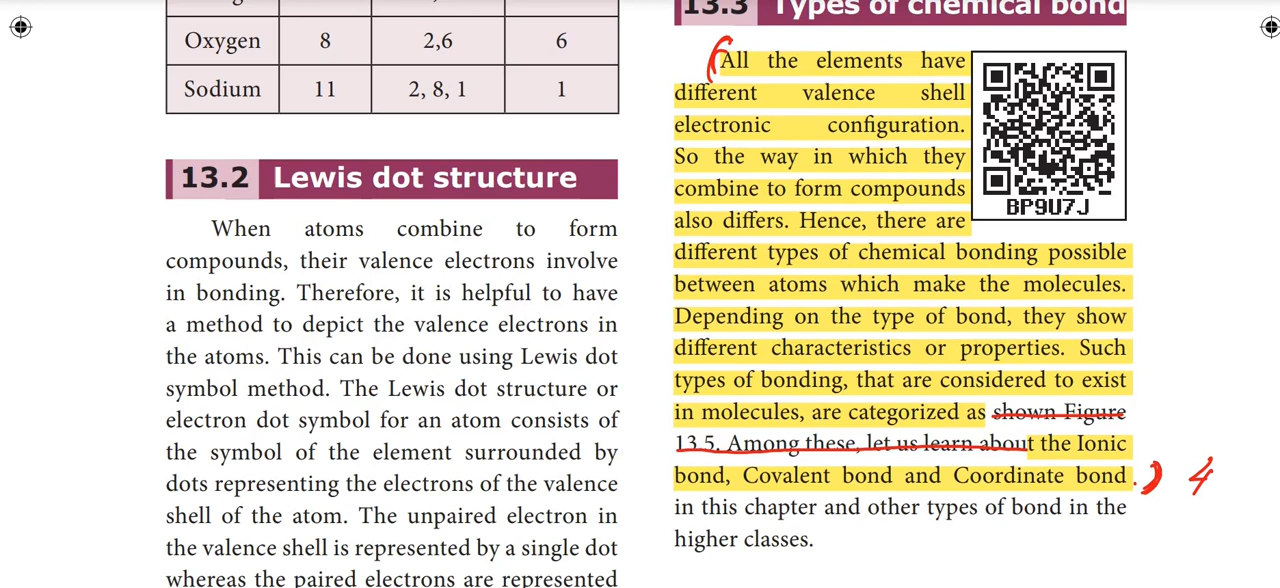 Oxygen 8 2,6 6
Sodium 11 2, 8, 1 1
13.2 Lewis dot structure
When atoms combine to form
compounds, their valence electrons involve
in bonding. Therefore, it is helpful to have
a method to depict the valence electrons in
the atoms. This can be done using Lewis dot
symbol method. The Lewis dot structure or
electron dot symbol for an atom consists of
the symbol of the element surrounded by
dots representing the electrons of the valence
shell of the atom. The unpaired electron in
the valence shell is represented by a single dot
whereas the paired electrons are represented
13.3 Types of chemical bond
All the elements have
different valence shell
electronic configuration.
So the way in which they
combine to form compounds
also differs. Hence, there are
different types of chemical bonding possible
between atoms which make the molecules.
Depending on the type of bond, they show
different characteristics or properties. Such
types of bonding, that are considered to exist
in molecules, are categorized as shown Figure
13.5. Among these, let us learn about the Ionic
bond, Covalent bond and Coordinate bond.) 4
in this chapter and other types of bond in the
higher classes.
BP9U7J